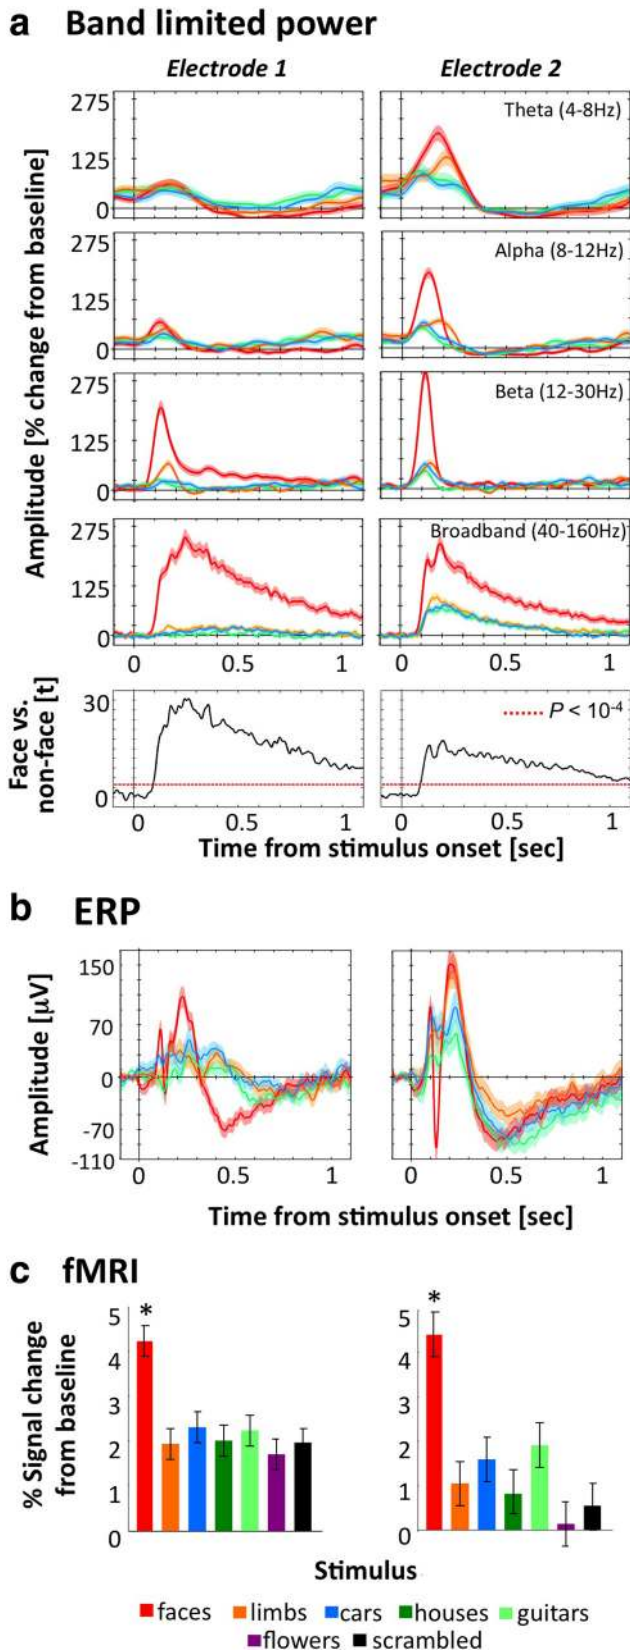 a Band limited power
Electrode 1 Electrode 2
Amplitude [% change from baseline]
275
125
0
Theta (4-8Hz)
275
125
0
Alpha (8-12Hz)
275
125
0
Beta (12-30Hz)
275
125
0
Broadband (40-160Hz)
0 0.5 1 0 0.5 1
Face vs.
non-face [t]
30
0
P < 10⁻⁴
0 0.5 1 0 0.5 1
Time from stimulus onset [sec]
b ERP
Amplitude [µV]
150
70
0
-70
-110
0 0.5 1 0 0.5 1
Time from stimulus onset [sec]
c fMRI
% Signal change
from baseline
5
4
3
2
1
0
*
5
4
3
2
1
0
*
Stimulus
faces limbs cars houses guitars
flowers scrambled